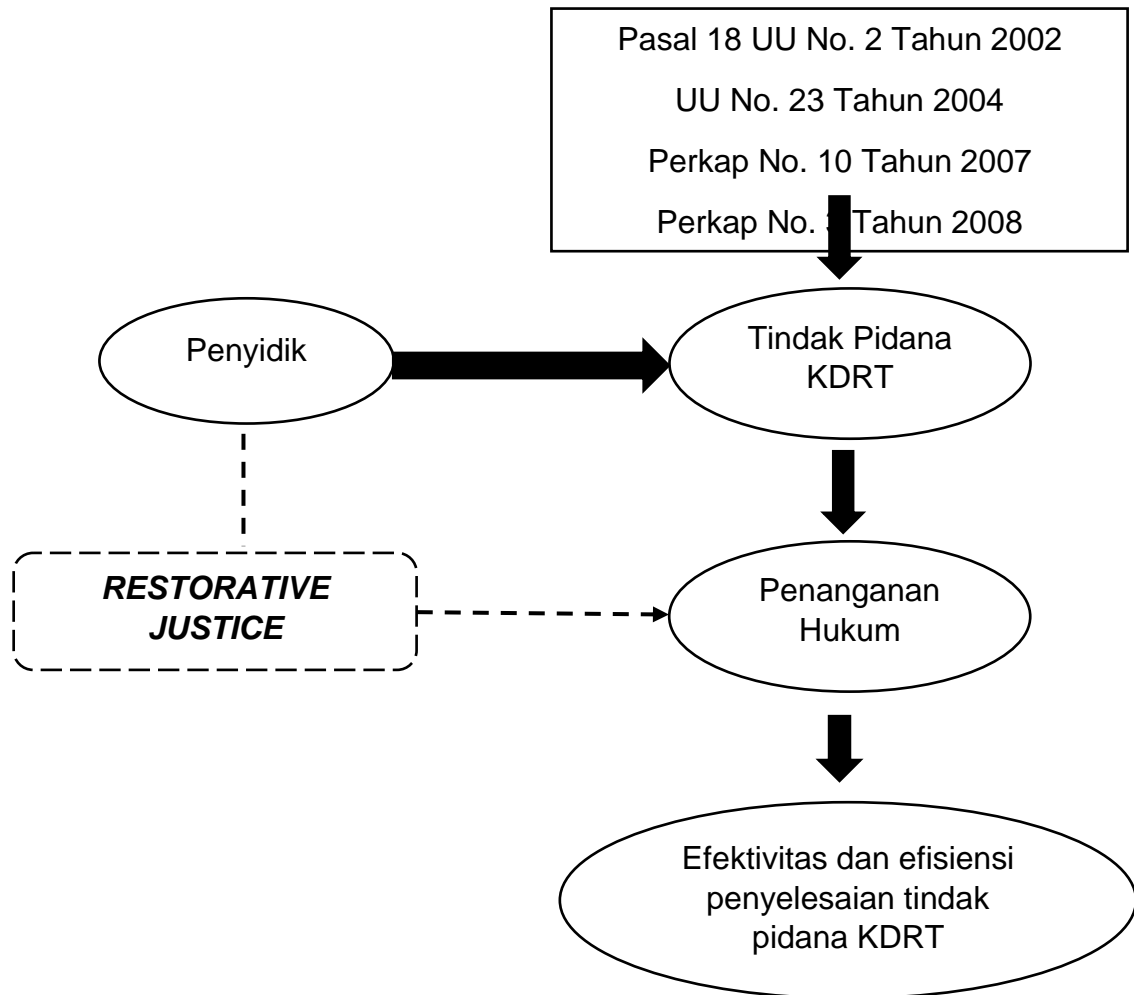 Pasal 18 UU No. 2 Tahun 2002
UU No. 23 Tahun 2004
Perkap No. 10 Tahun 2007
Perkap No. 3 Tahun 2008
Penyidik
Tindak Pidana
KDRT
RESTORATIVE
JUSTICE
Penanganan
Hukum
Efektivitas dan efisiensi
penyelesaian tindak
pidana KDRT